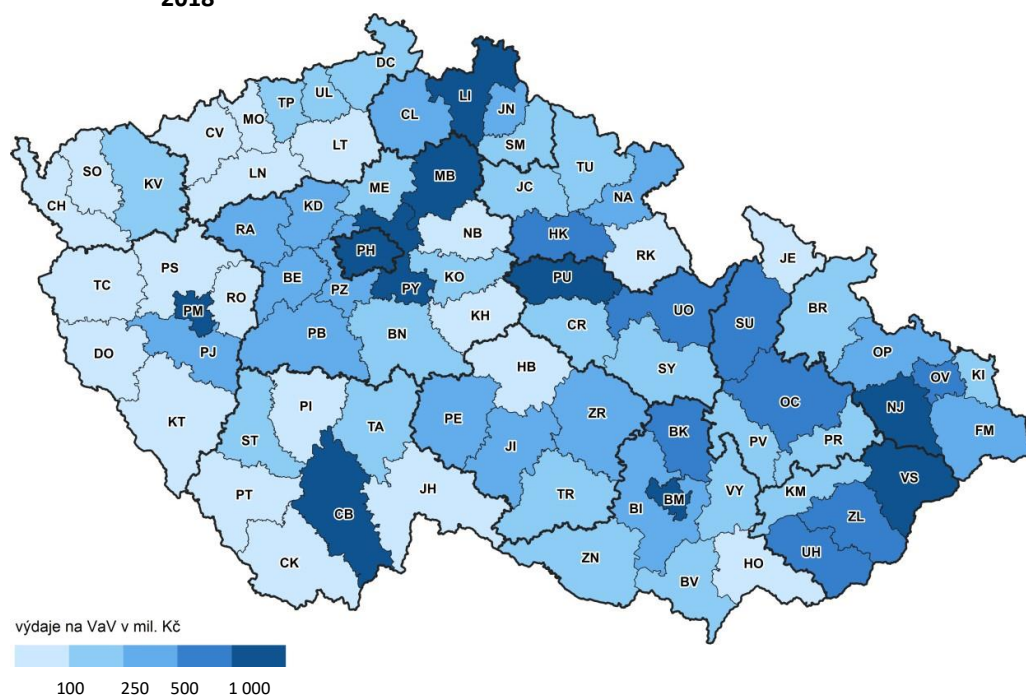 2018
DC
UL
TP
MO
CV
LI
JN
CL
LT
SM
TU
SO
KV
LN
MB
CH
ME
JC
KD
NA
RA
NB
HK
PH
RK
JE
PS
BE
KO
TC
PZ
PY
PU
RO
PM
UO
SU
BR
KH
CR
PB
BN
DO
PJ
OP
HB
SY
OV
KI
OC
NJ
PI
KT
PE
ZR
TA
BK
FM
ST
JI
PV
PR
VS
JH
VY
KM
TR
BM
PT
CB
BI
ZL
UH
CK
ZN
HO
BV
výdaje na VaV v mil. Kč
100 250 500 1 000